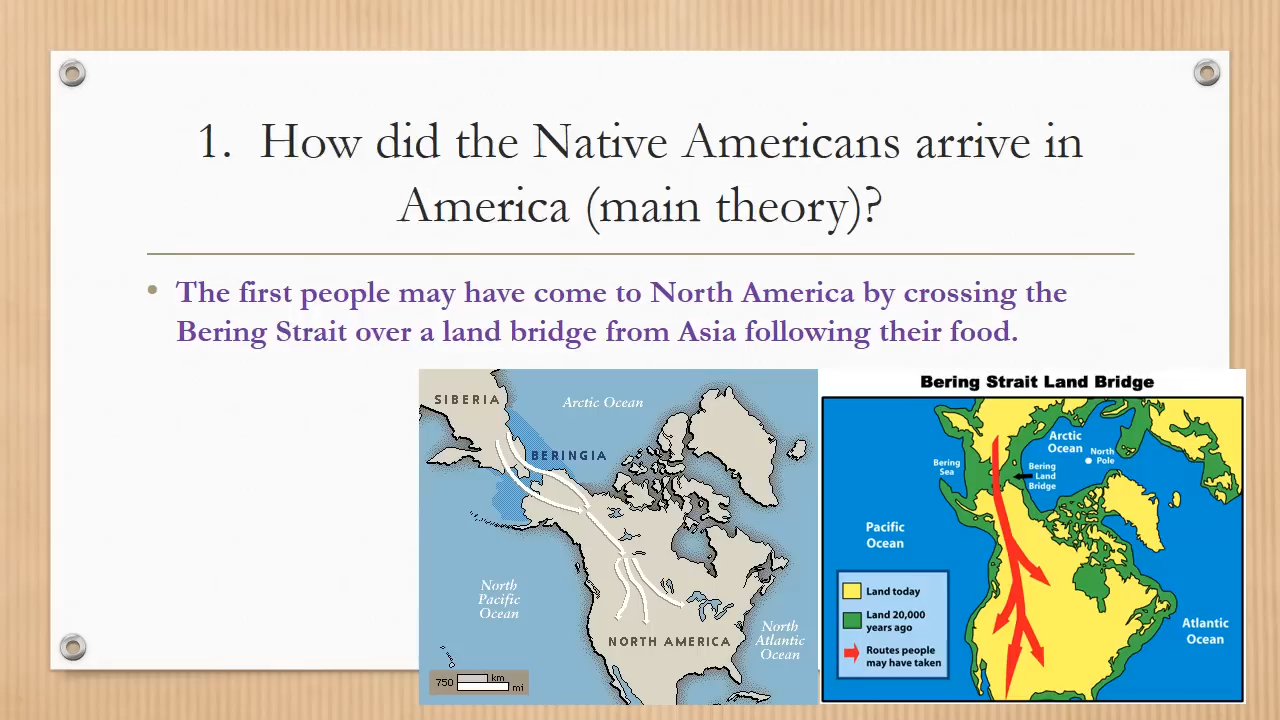 1. How did the Native Americans arrive in
America (main theory)?
• The first people may have come to North America by crossing the
Bering Strait over a land bridge from Asia following their food.
SIBERIA
Arctic Ocean
BERINGIA
North
Pacific
Ocean
NORTH AMERICA
North
Atlantic
Ocean
750 km
mi
Bering Strait Land Bridge
Arctic
Ocean
North
Pole
Bering
Sea
Bering
Land
Bridge
Pacific
Ocean
Land today
Land 20,000
years ago
Routes people
may have taken
Atlantic
Ocean